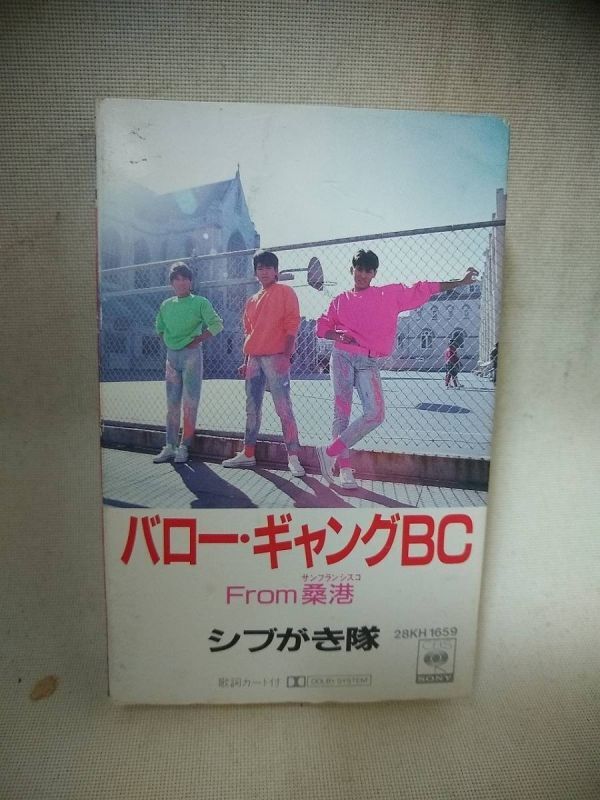 バロー・ギャングBC
サンフランシスコ
From 桑港
シブがき隊
28KH 1659
CBS
SONY
歌詞カード付 DOLBY SYSTEM